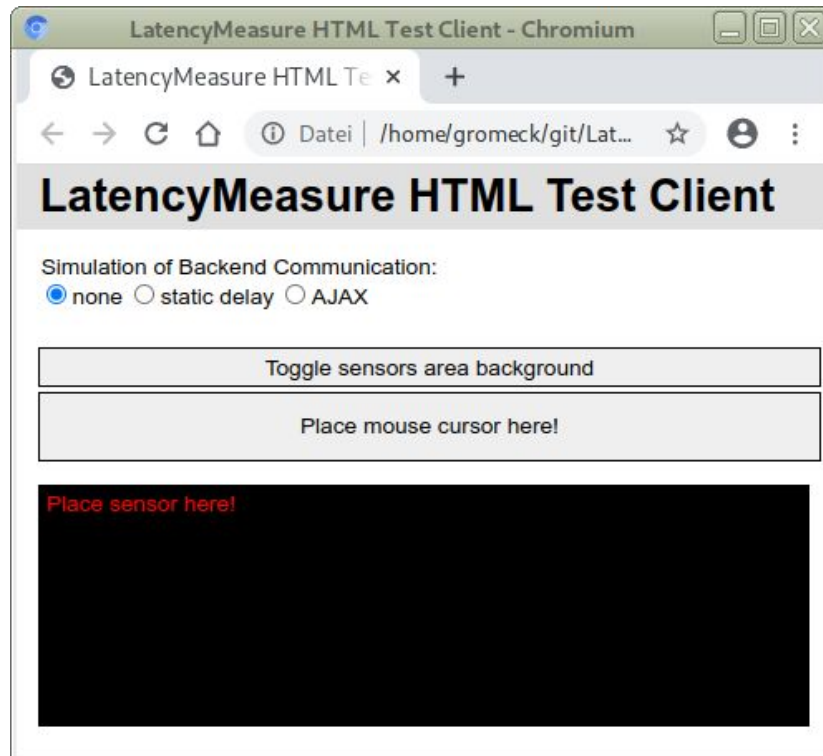 LatencyMeasure HTML Test Client - Chromium
LatencyMeasure HTML Te
Datei | /home/gromeck/git/Lat...
LatencyMeasure HTML Test Client
Simulation of Backend Communication:
none static delay AJAX
Toggle sensors area background
Place mouse cursor here!
Place sensor here!